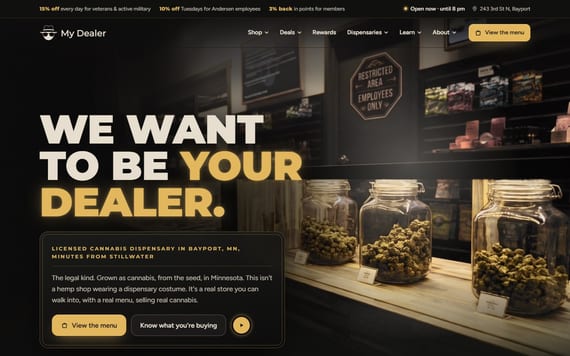 15% off every day for veterans & active military
10% off Tuesdays for Andersen employees
3% back in points for members
Open now · until 8 pm
243 3rd St N, Bayport
My Dealer
Shop
Deals
Rewards
Dispensaries
Learn
About
View the menu
RESTRICTED
AREA
EMPLOYEES
ONLY
WE WANT
TO BE YOUR
DEALER.
LICENSED CANNABIS DISPENSARY IN BAYPORT, MN,
MINUTES FROM STILLWATER
The legal kind. Grown as cannabis, from the seed, in Minnesota. This isn't
a hemp shop wearing a dispensary costume. It's a real store you can
walk into, with a real menu, selling real cannabis.
View the menu
Know what you're buying